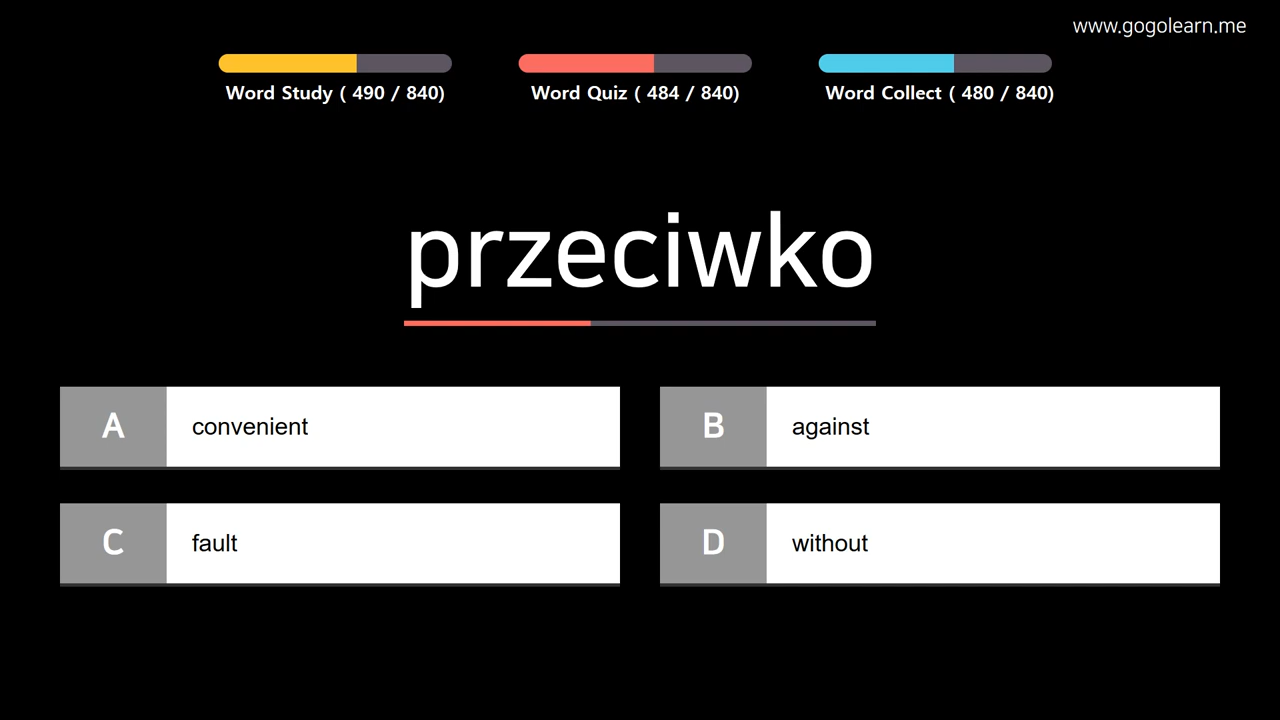 www.gogolearn.me
Word Study ( 490 / 840)
Word Quiz ( 484 / 840)
Word Collect ( 480 / 840)
przeciwko
A convenient
B against
C fault
D without